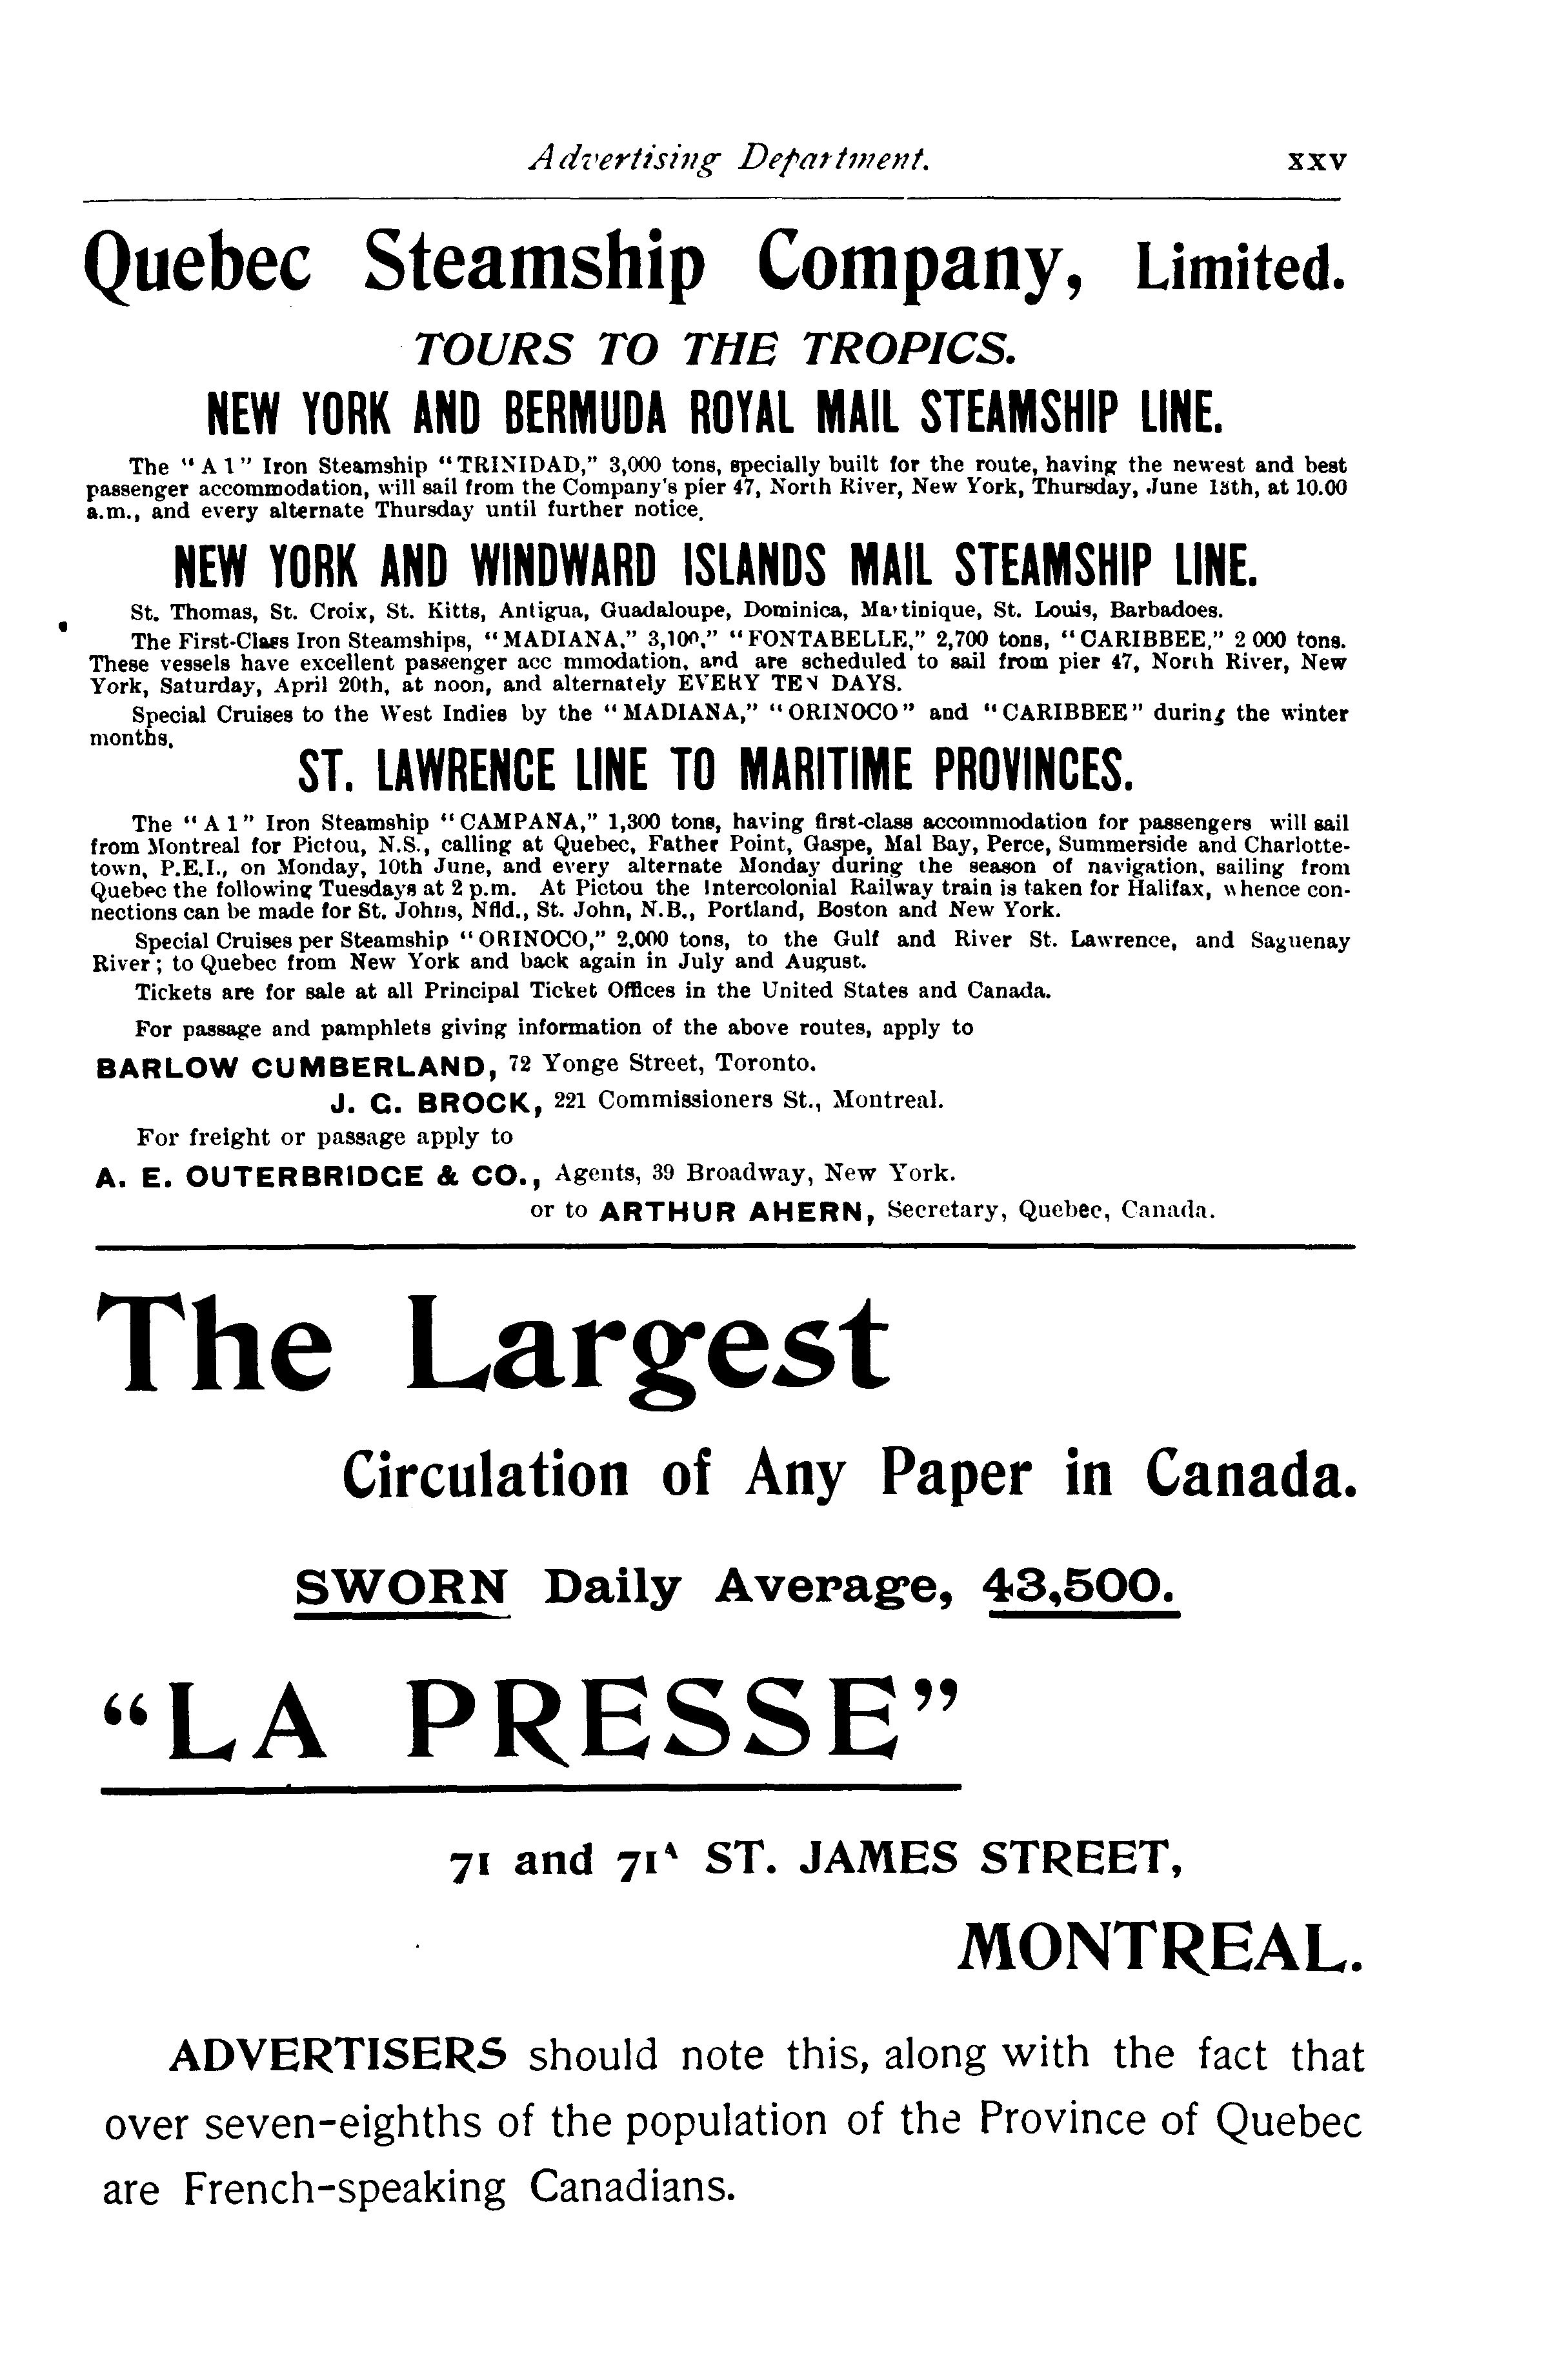 Advertising Department. xxv
Quebec Steamship Company, Limited.
TOURS TO THE TROPICS.
NEW YORK AND BERMUDA ROYAL MAIL STEAMSHIP LINE.
The "A 1" Iron Steamship "TRINIDAD," 3,000 tons, specially built for the route, having the newest and best
passenger accommodation, will sail from the Company's pier 47, North River, New York, Thursday, June 13th, at 10.00
a.m., and every alternate Thursday until further notice.
NEW YORK AND WINDWARD ISLANDS MAIL STEAMSHIP LINE.
St. Thomas, St. Croix, St. Kitts, Antigua, Guadaloupe, Dominica, Martinique, St. Louis, Barbadoes.
The First-Class Iron Steamships, "MADIANA," 3,100," "FONTABELLE," 2,700 tons, "CARIBBEE," 2 000 tons.
These vessels have excellent passenger acc mmodation, and are scheduled to sail from pier 47, North River, New
York, Saturday, April 20th, at noon, and alternately EVERY TEN DAYS.
Special Cruises to the West Indies by the "MADIANA," "ORINOCO" and "CARIBBEE" during the winter
months.
ST. LAWRENCE LINE TO MARITIME PROVINCES.
The "A 1" Iron Steamship "CAMPANA," 1,300 tons, having first-class accommodation for passengers will sail
from Montreal for Pictou, N.S., calling at Quebec, Father Point, Gaspe, Mal Bay, Perce, Summerside and Charlotte-
town, P.E.I., on Monday, 10th June, and every alternate Monday during the season of navigation, sailing from
Quebec the following Tuesdays at 2 p.m. At Pictou the Intercolonial Railway train is taken for Halifax, whence con-
nections can be made for St. Johns, Nfld., St. John, N.B., Portland, Boston and New York.
Special Cruises per Steamship "ORINOCO," 2,000 tons, to the Gulf and River St. Lawrence, and Saguenay
River; to Quebec from New York and back again in July and August.
Tickets are for sale at all Principal Ticket Offices in the United States and Canada.
For passage and pamphlets giving information of the above routes, apply to
BARLOW CUMBERLAND, 72 Yonge Street, Toronto.
J. G. BROCK, 221 Commissioners St., Montreal.
For freight or passage apply to
A. E. OUTERBRIDGE & CO., Agents, 39 Broadway, New York.
or to ARTHUR AHERN, Secretary, Quebec, Canada.
The Largest
Circulation of Any Paper in Canada.
SWORN Daily Average, 43,500.
"LA PRESSE"
71 and 71A ST. JAMES STREET,
MONTREAL.
ADVERTISERS should note this, along with the fact that
over seven-eighths of the population of the Province of Quebec
are French-speaking Canadians.